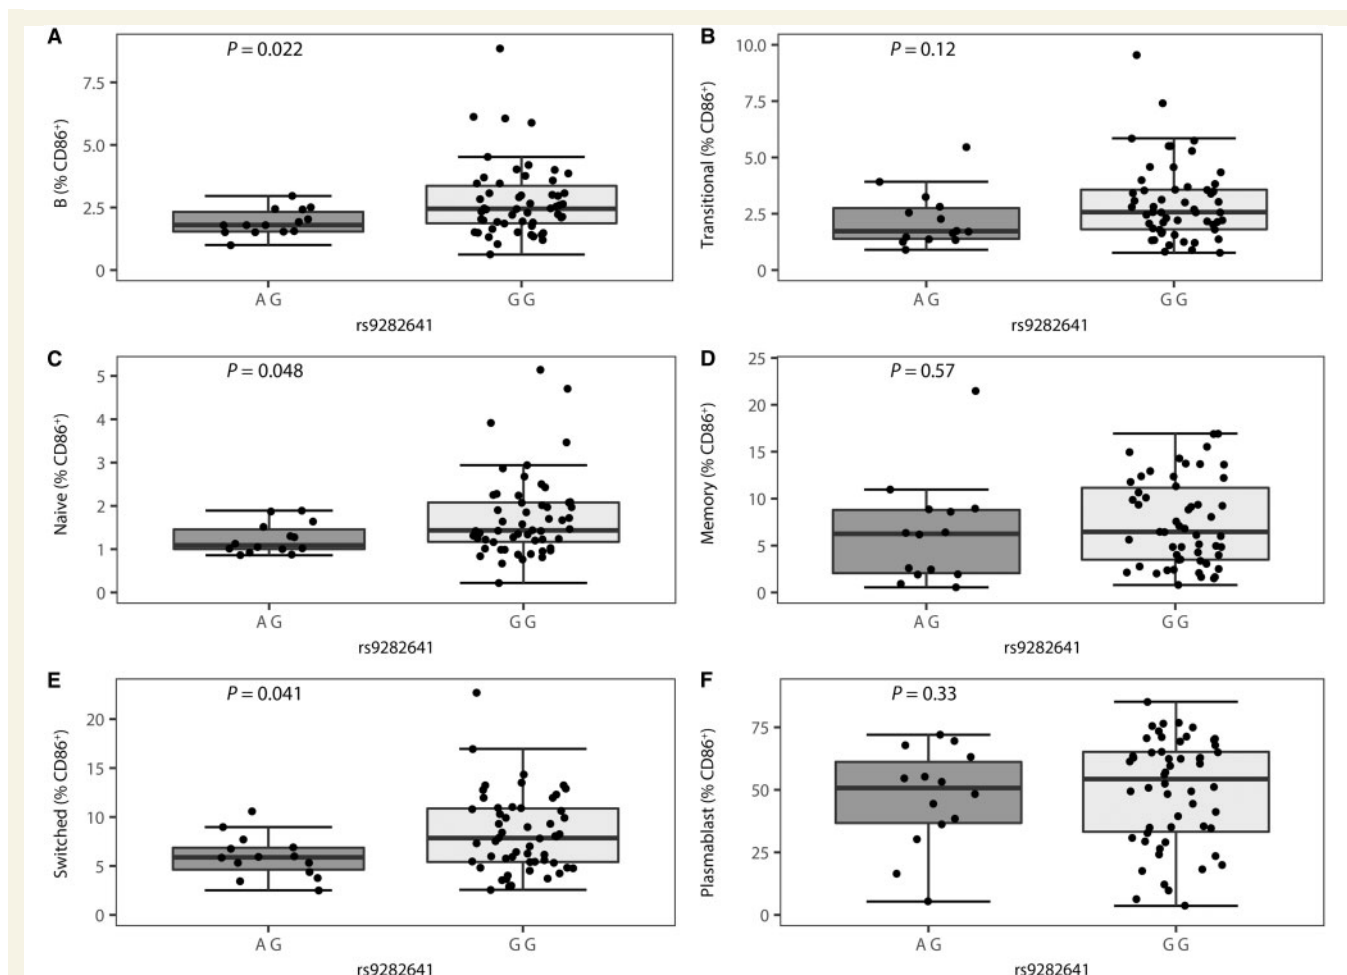 A
P = 0.022
B (% CD86⁺)
7.5
5.0
2.5
0
A G
G G
rs9282641
B
P = 0.12
Transitional (% CD86⁺)
10.0
7.5
5.0
2.5
0
A G
G G
rs9282641
C
P = 0.048
Naive (% CD86⁺)
5
4
3
2
1
0
A G
G G
rs9282641
D
P = 0.57
Memory (% CD86⁺)
25
20
15
10
5
0
A G
G G
rs9282641
E
P = 0.041
Switched (% CD86⁺)
20
15
10
5
0
A G
G G
rs9282641
F
P = 0.33
Plasmablast (% CD86⁺)
75
50
25
0
A G
G G
rs9282641